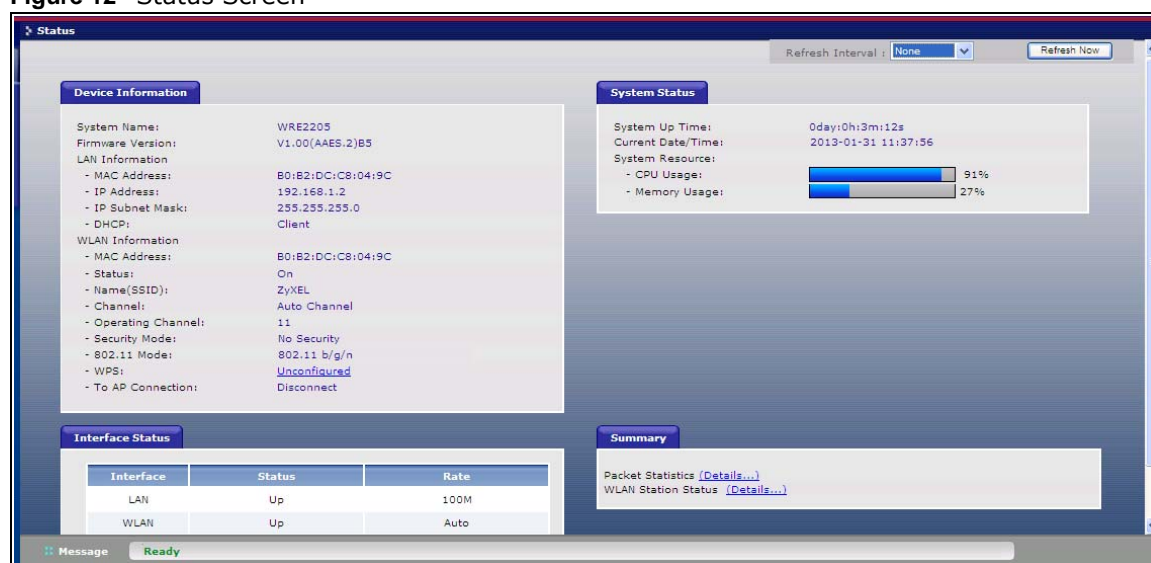 Figure 12 Status Screen
Status
Refresh Interval : None Refresh Now
Device Information
System Name: WRE2205
Firmware Version: V1.00(AAES.2)B5
LAN Information
- MAC Address: B0:B2:DC:C8:04:9C
- IP Address: 192.168.1.2
- IP Subnet Mask: 255.255.255.0
- DHCP: Client
WLAN Information
- MAC Address: B0:B2:DC:C8:04:9C
- Status: On
- Name(SSID): ZyXEL
- Channel: Auto Channel
- Operating Channel: 11
- Security Mode: No Security
- 802.11 Mode: 802.11 b/g/n
- WPS: Unconfigured
- To AP Connection: Disconnect
System Status
System Up Time: 0day:0h:3m:12s
Current Date/Time: 2013-01-31 11:37:56
System Resource:
- CPU Usage: 91%
- Memory Usage: 27%
Interface Status
Interface Status Rate
LAN Up 100M
WLAN Up Auto
Summary
Packet Statistics (Details...)
WLAN Station Status (Details...)
Message Ready